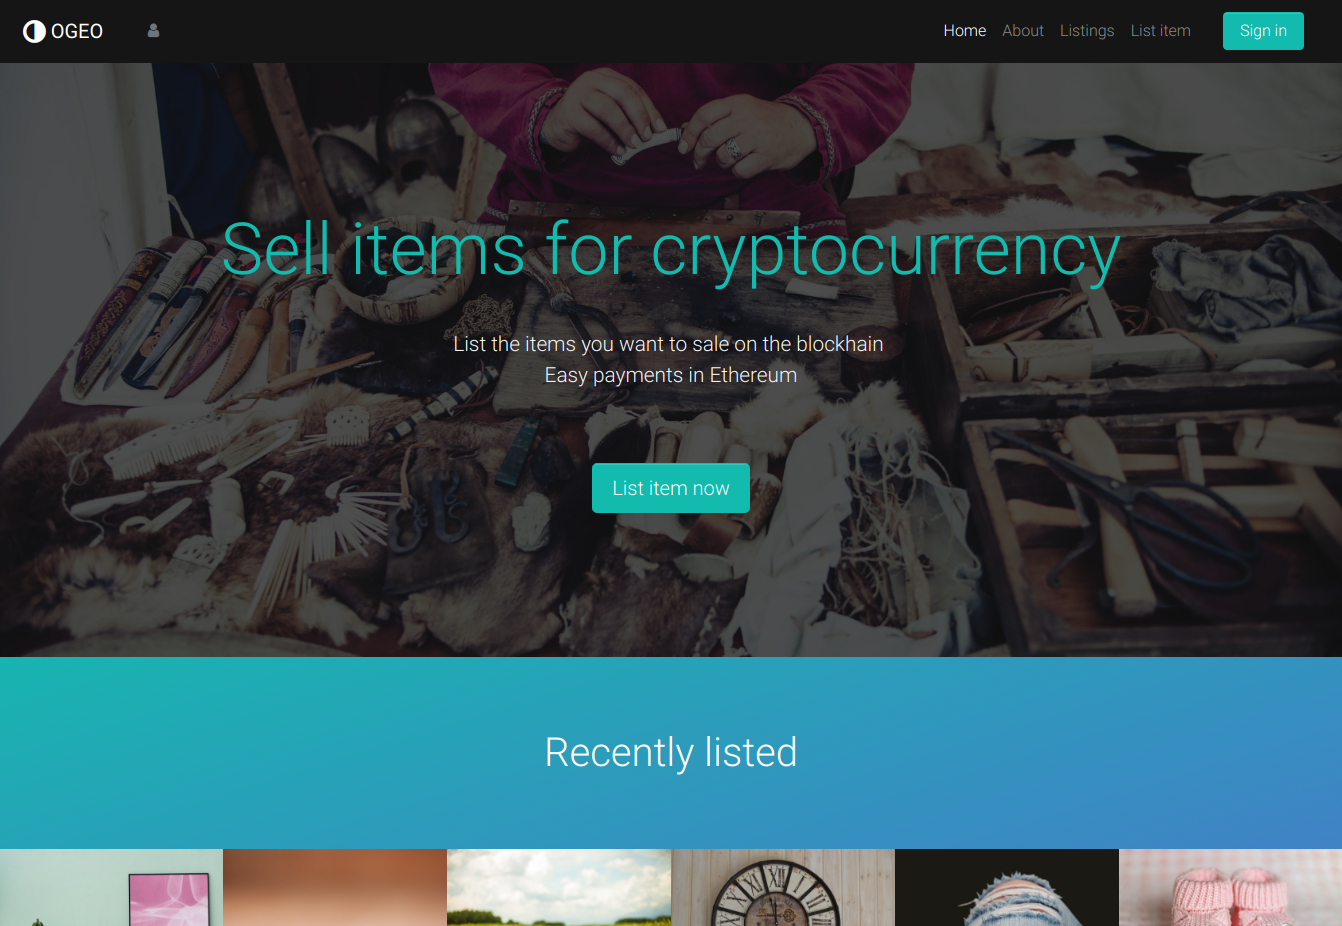 OGEO
Home About Listings List item Sign in
Sell items for cryptocurrency
List the items you want to sale on the blockhain
Easy payments in Ethereum
List item now
Recently listed